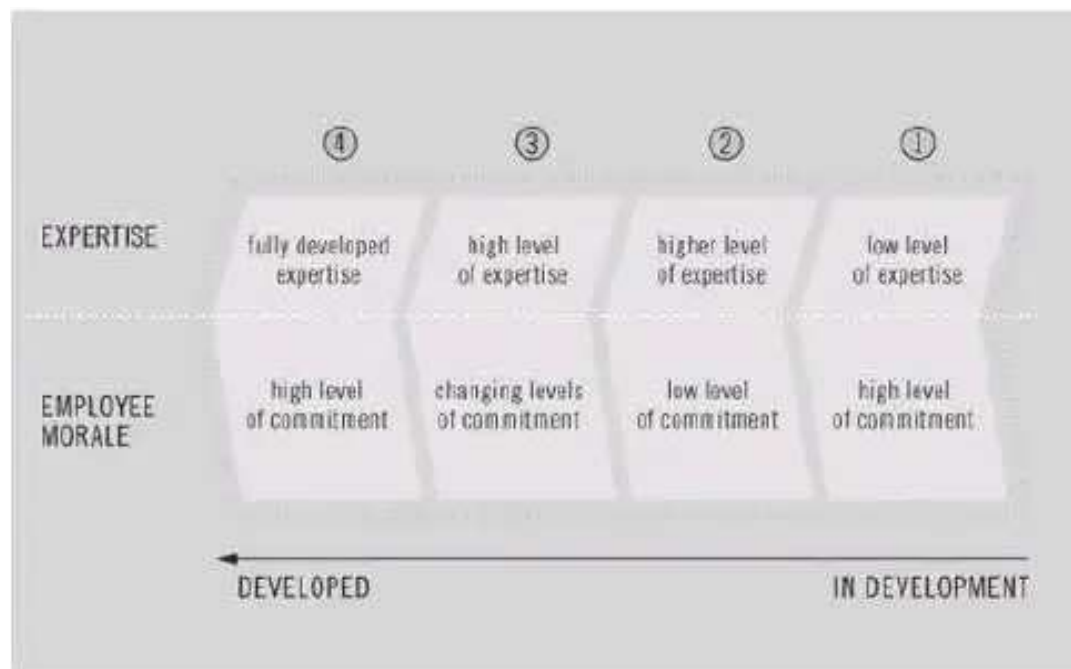 ④ ③ ② ①
EXPERTISE
fully developed
expertise
high level
of expertise
higher level
of expertise
low level
of expertise
EMPLOYEE
MORALE
high level
of commitment
changing levels
of commitment
low level
of commitment
high level
of commitment
DEVELOPED
IN DEVELOPMENT